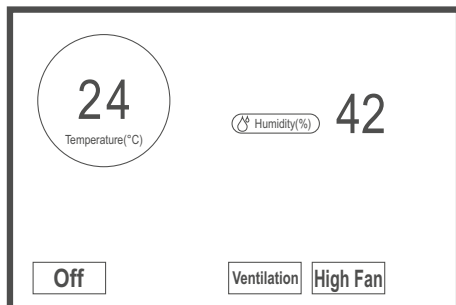 24
Temperature(°C)
Humidity(%) 42
Off
Ventilation
High Fan